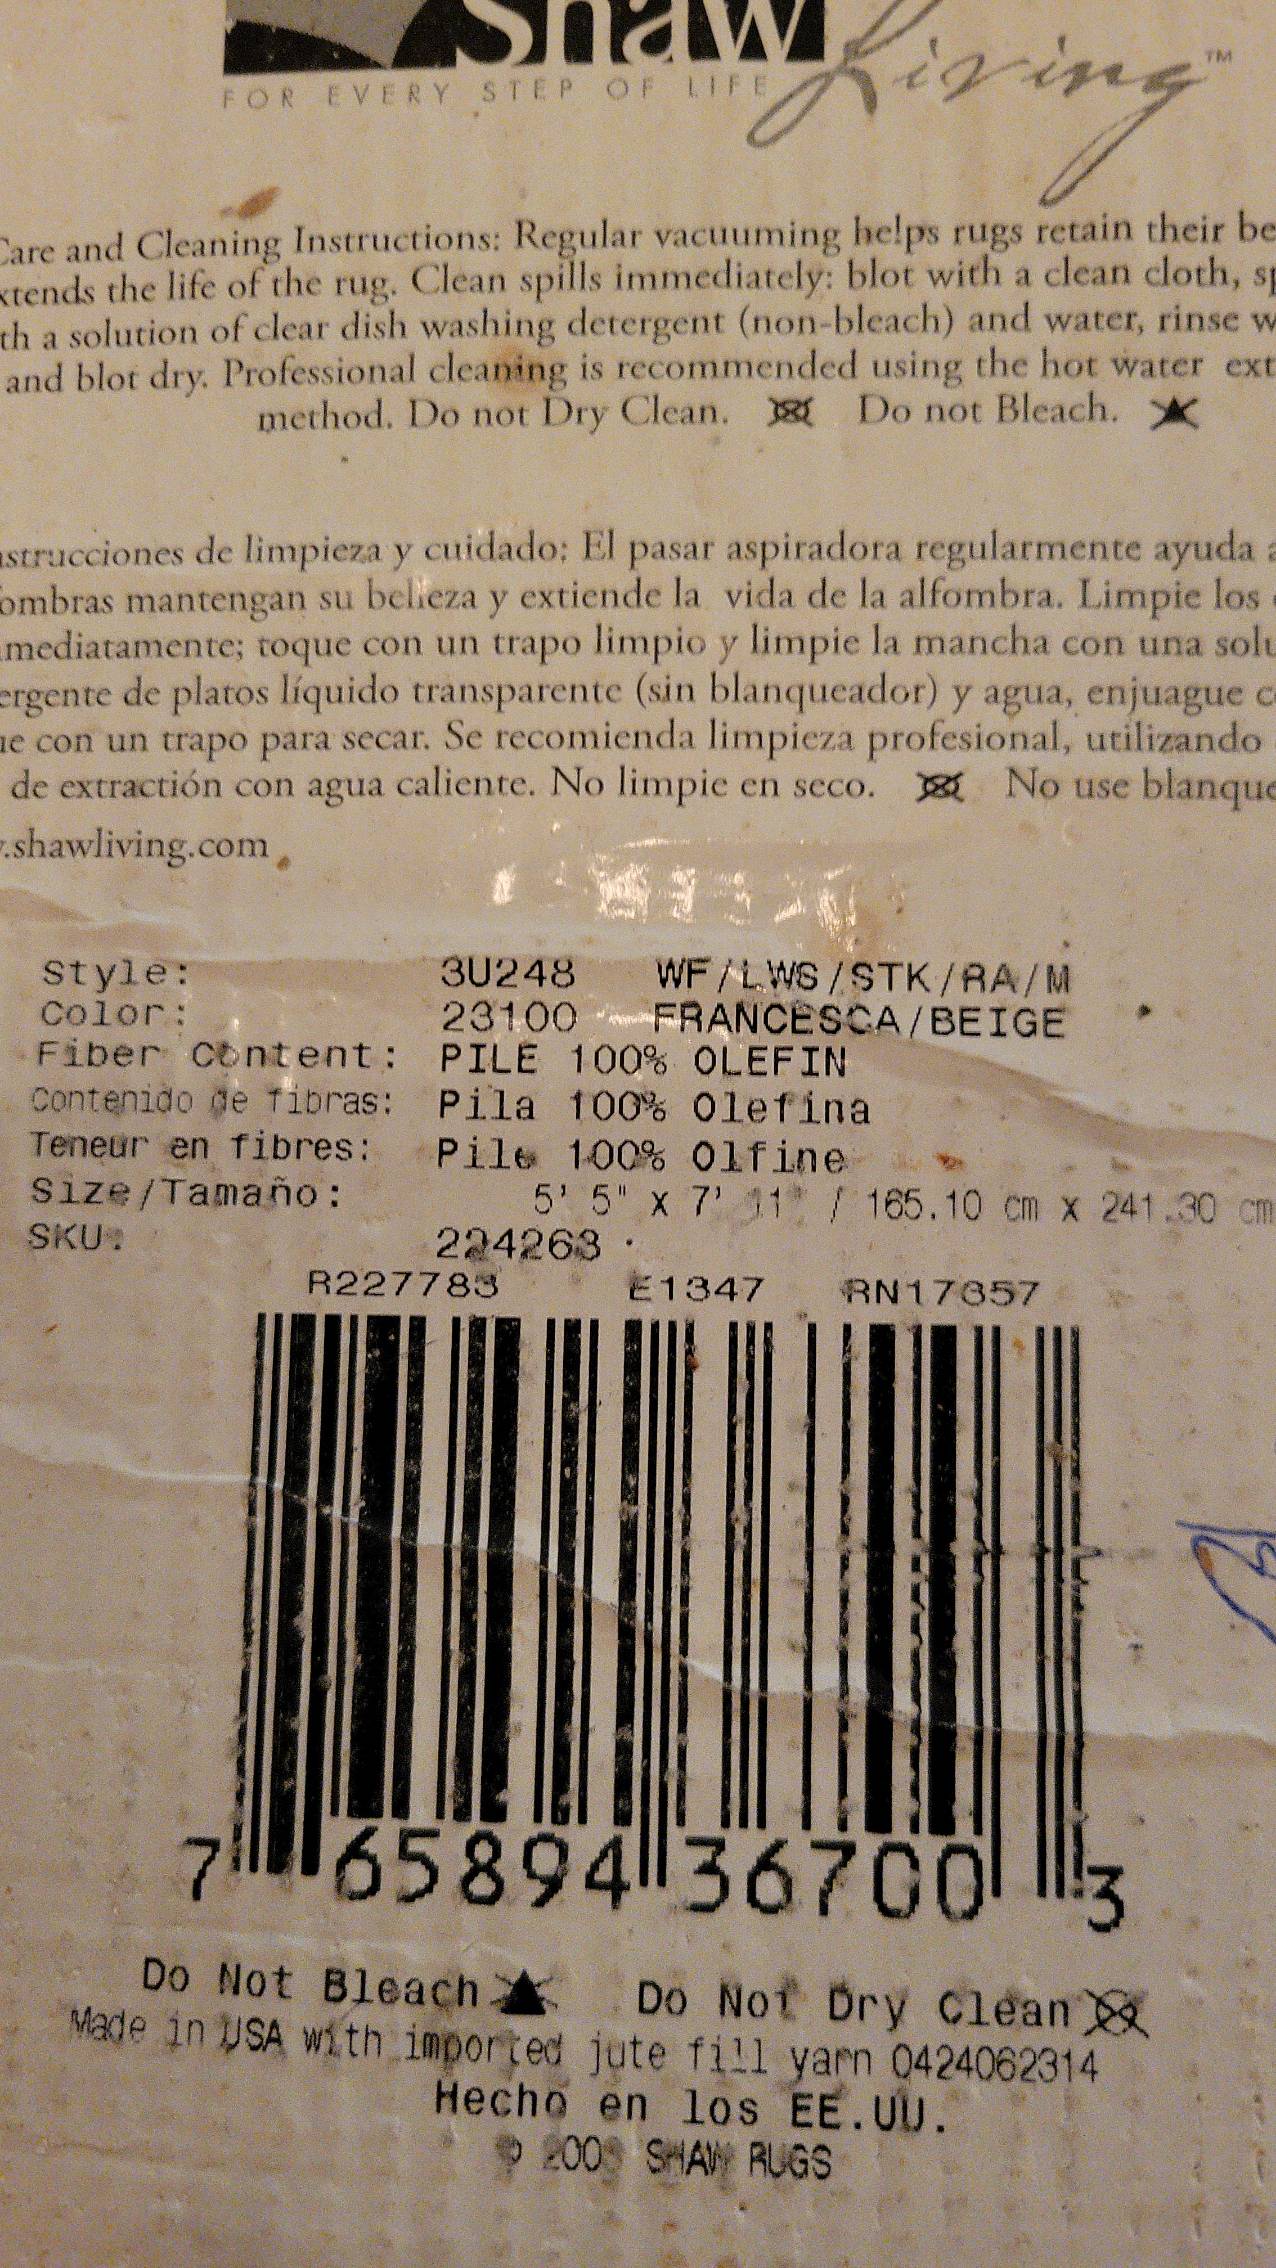 Shaw Living™
FOR EVERY STEP OF LIFE
Care and Cleaning Instructions: Regular vacuuming helps rugs retain their be
xtends the life of the rug. Clean spills immediately: blot with a clean cloth, sp
th a solution of clear dish washing detergent (non-bleach) and water, rinse w
and blot dry. Professional cleaning is recommended using the hot water ext
method. Do not Dry Clean. Do not Bleach.
nstrucciones de limpieza y cuidado: El pasar aspiradora regularmente ayuda a
ombras mantengan su belleza y extiende la vida de la alfombra. Limpie los
mediatamente; toque con un trapo limpio y limpie la mancha con una solu
ergente de platos líquido transparente (sin blanqueador) y agua, enjuague c
ue con un trapo para secar. Se recomienda limpieza profesional, utilizando
de extractión con agua caliente. No limpie en seco. No use blanque
.shawliving.com
Style: 3U248 WF/LWS/STK/RA/M
Color: 23100 FRANCESCA/BEIGE
Fiber Content: PILE 100% OLEFIN
Contenido de fibras: Pila 100% Olefina
Teneur en fibres: Pile 100% Olfine
Size/Tamaño: 5' 5" X 7' 11" / 165.10 cm x 241.30 cm
SKU: 224263
R227783 E1347 RN17857
7 65894 36700 3
Do Not Bleach Do Not Dry Clean
Made in USA with imported jute fill yarn 0424062314
Hecho en los EE.UU.
SHAW RUGS